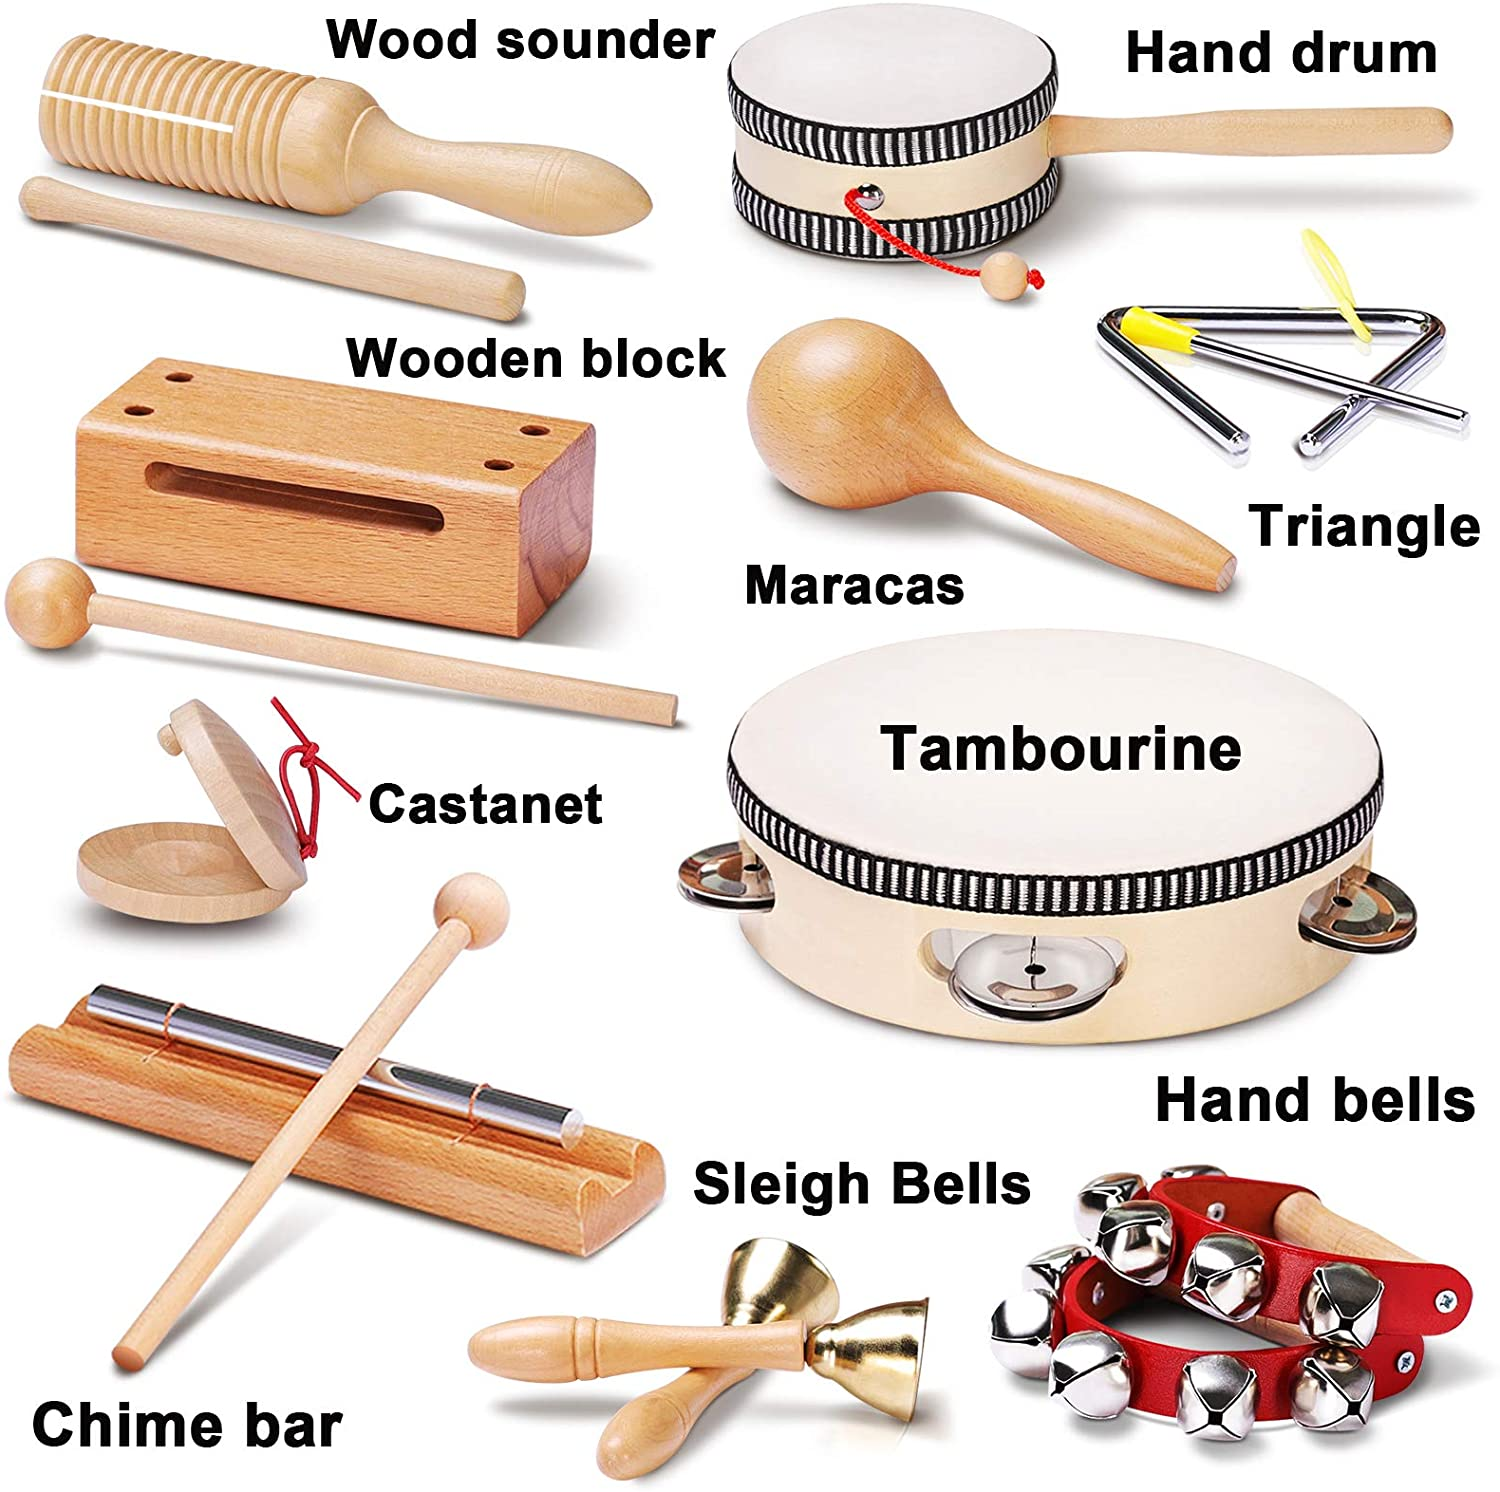 Wood sounder
Hand drum
Wooden block
Triangle
Maracas
Tambourine
Castanet
Hand bells
Sleigh Bells
Chime bar